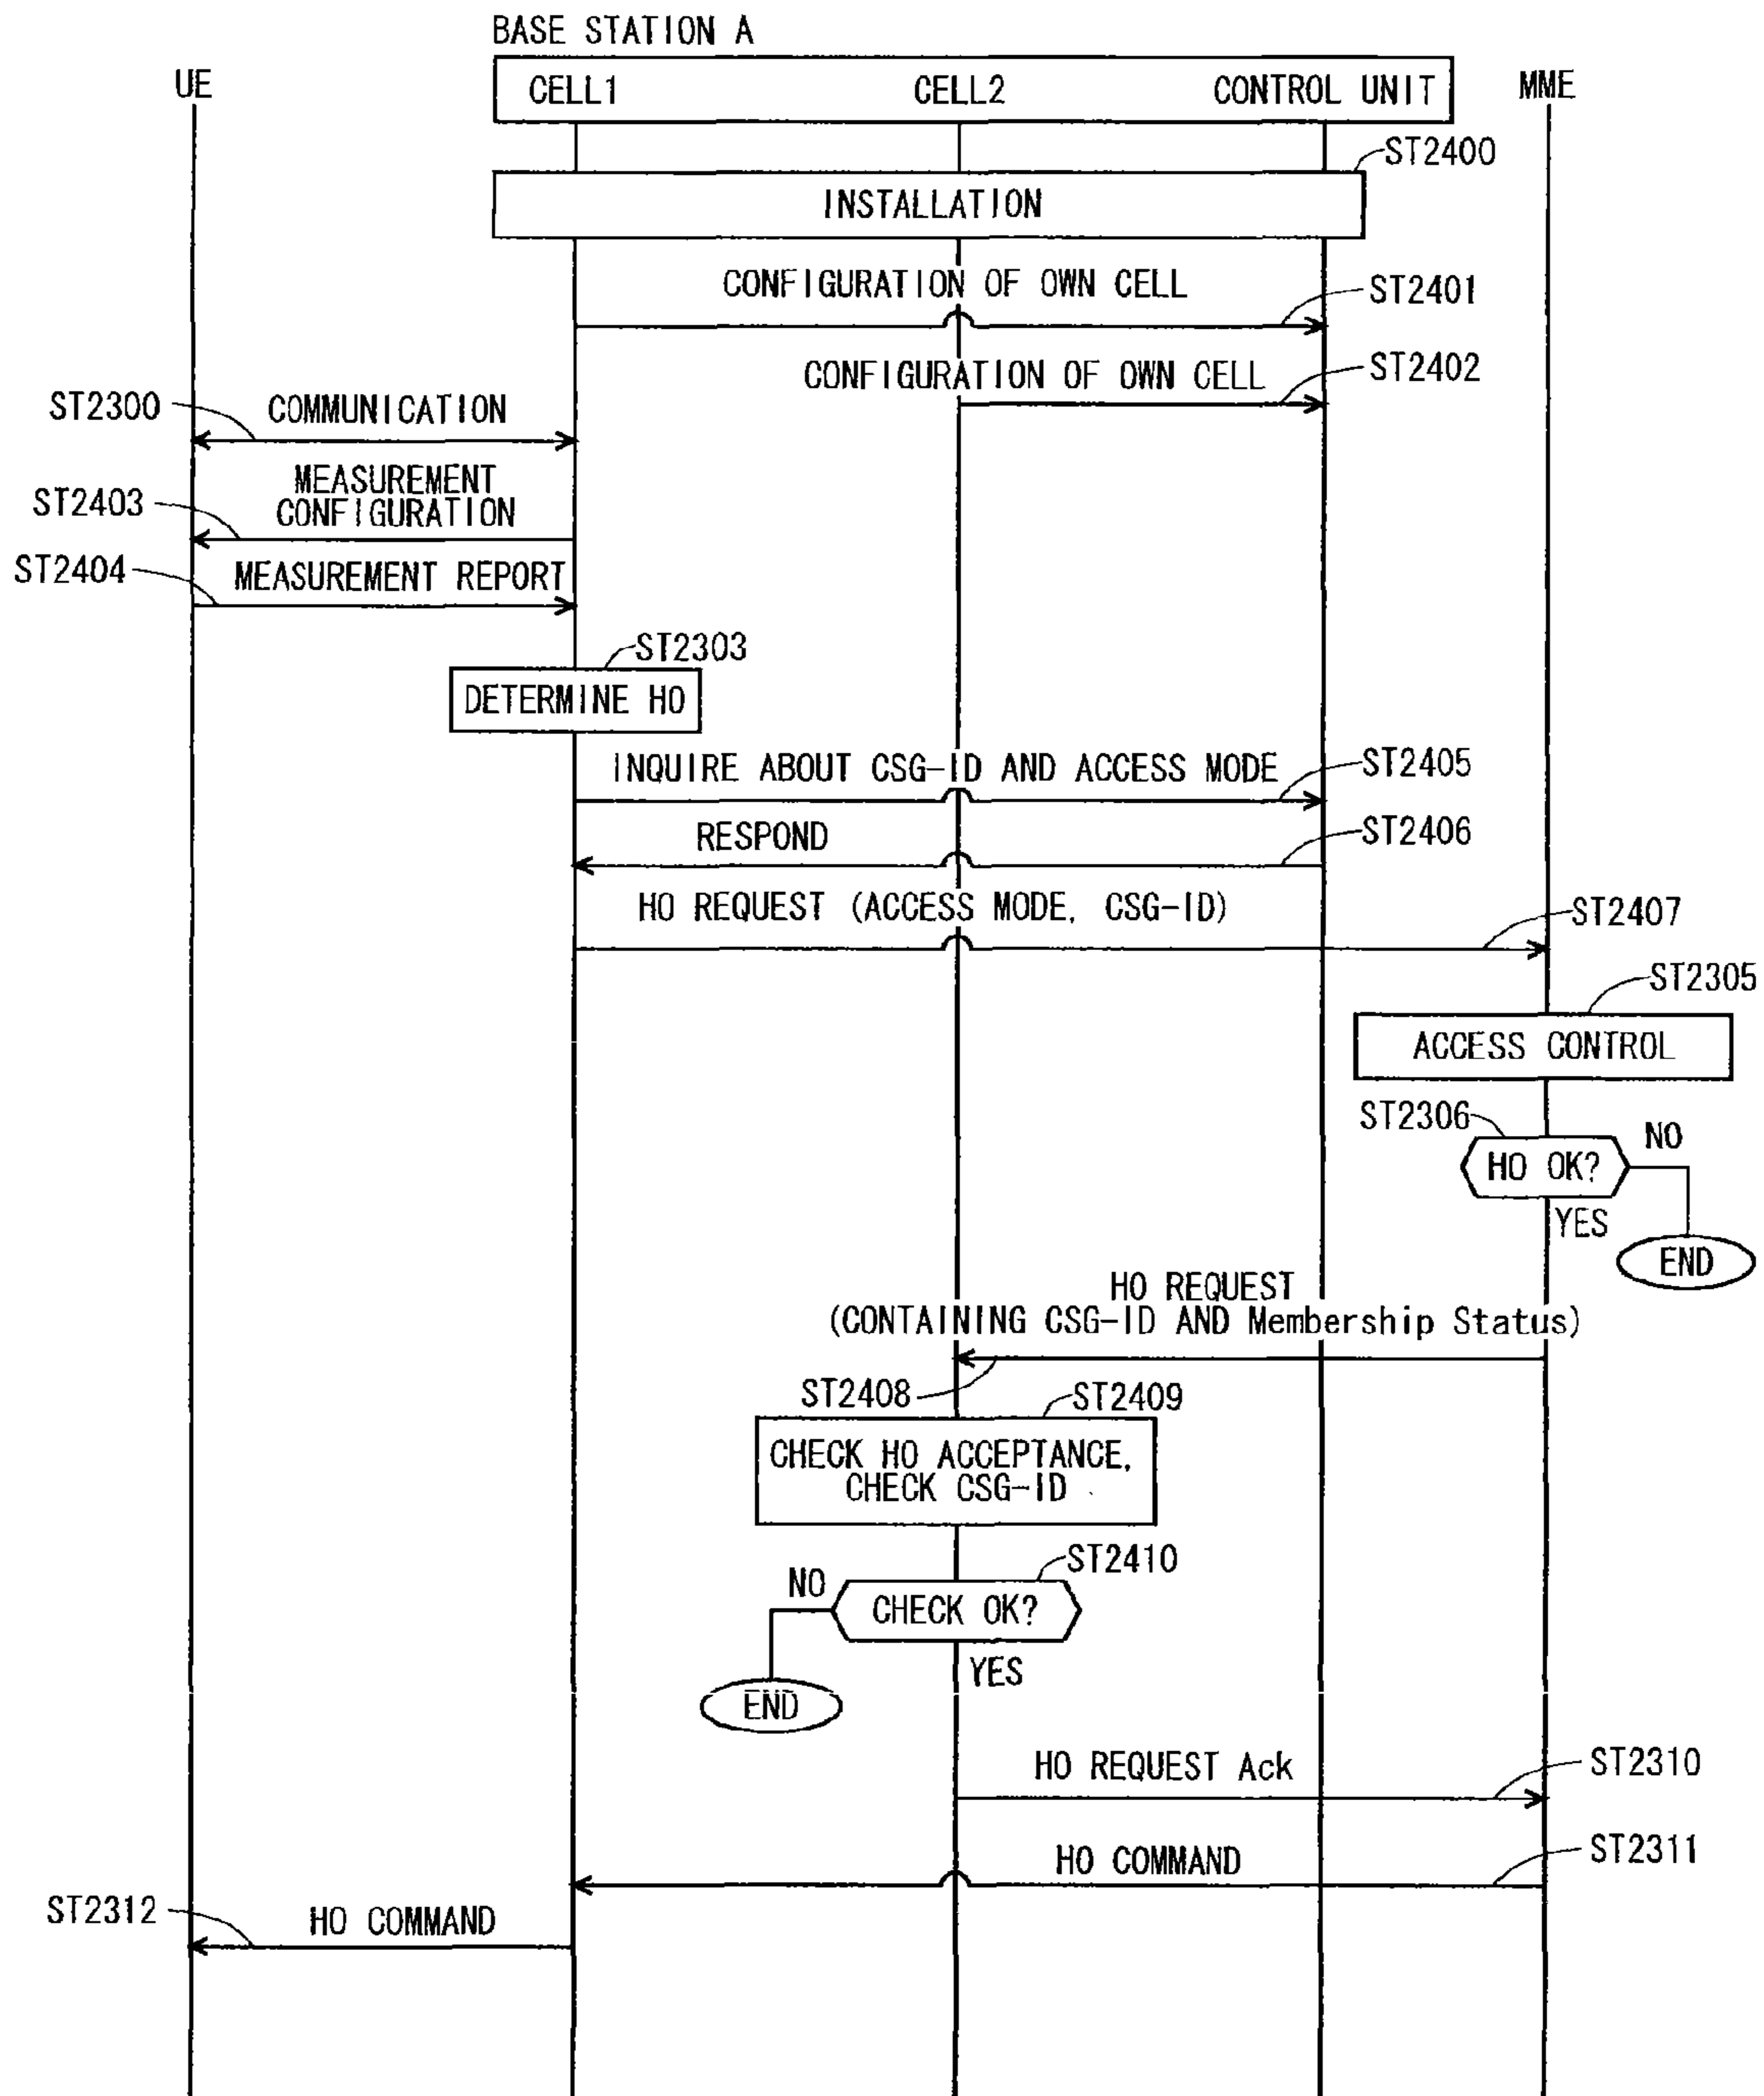 BASE STATION A
UE
CELL1
CELL2
CONTROL UNIT
MME
ST2400
INSTALLATION
CONFIGURATION OF OWN CELL
ST2401
CONFIGURATION OF OWN CELL
ST2402
ST2300
COMMUNICATION
ST2403
MEASUREMENT
CONFIGURATION
ST2404
MEASUREMENT REPORT
ST2303
DETERMINE HO
INQUIRE ABOUT CSG-ID AND ACCESS MODE
ST2405
RESPOND
ST2406
HO REQUEST (ACCESS MODE, CSG-ID)
ST2407
ST2305
ACCESS CONTROL
ST2306
HO OK?
NO
YES
END
HO REQUEST
(CONTAINING CSG-ID AND Membership Status)
ST2408
ST2409
CHECK HO ACCEPTANCE,
CHECK CSG-ID
ST2410
NO
CHECK OK?
YES
END
HO REQUEST Ack
ST2310
HO COMMAND
ST2311
ST2312
HO COMMAND